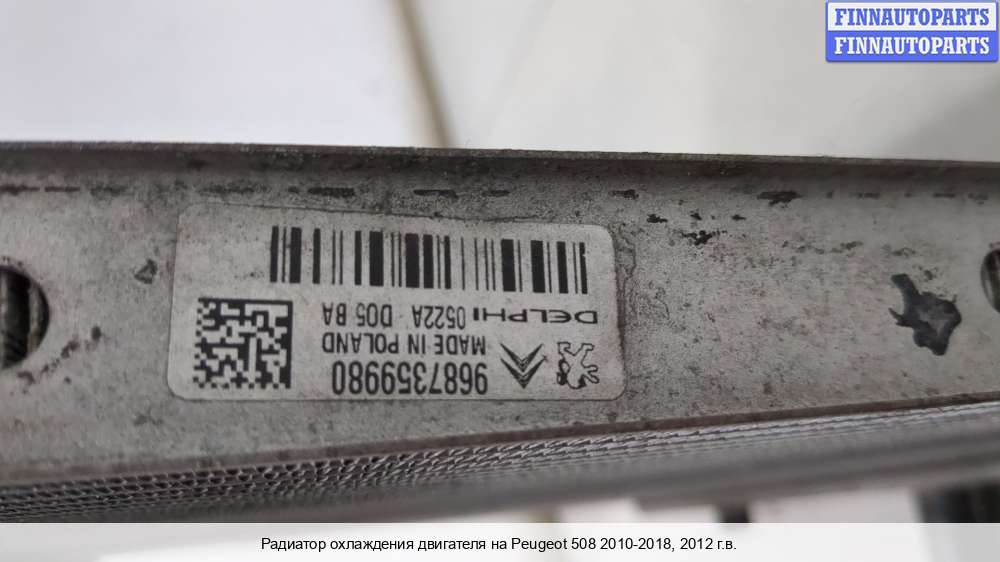 FINNAUTOPARTS
FINNAUTOPARTS
9687359980
MADE IN POLAND
DELPHI 0522A D05 BA
Радиатор охлаждения двигателя на Peugeot 508 2010-2018, 2012 г.в.